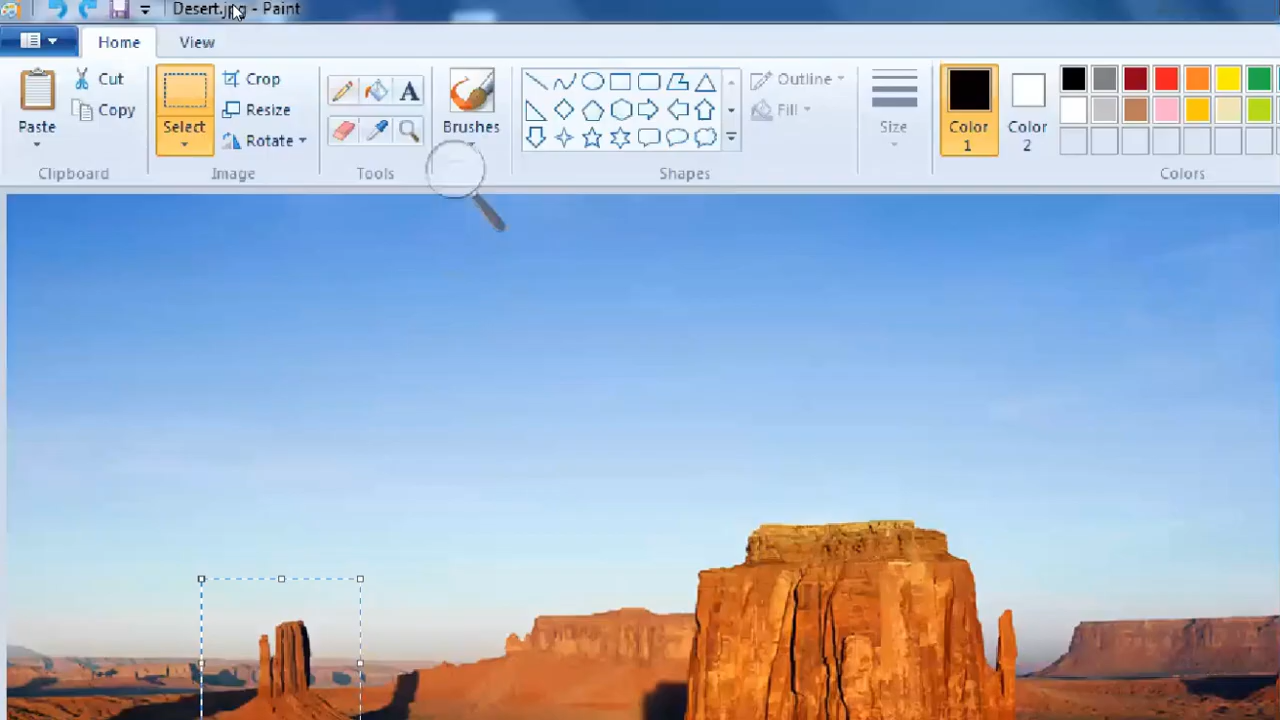 Desert.jpg - Paint
Home View
Paste Cut Copy Select Crop Resize Rotate A Brushes Outline Fill Size Color 1 Color 2
Clipboard Image Tools Shapes Colors